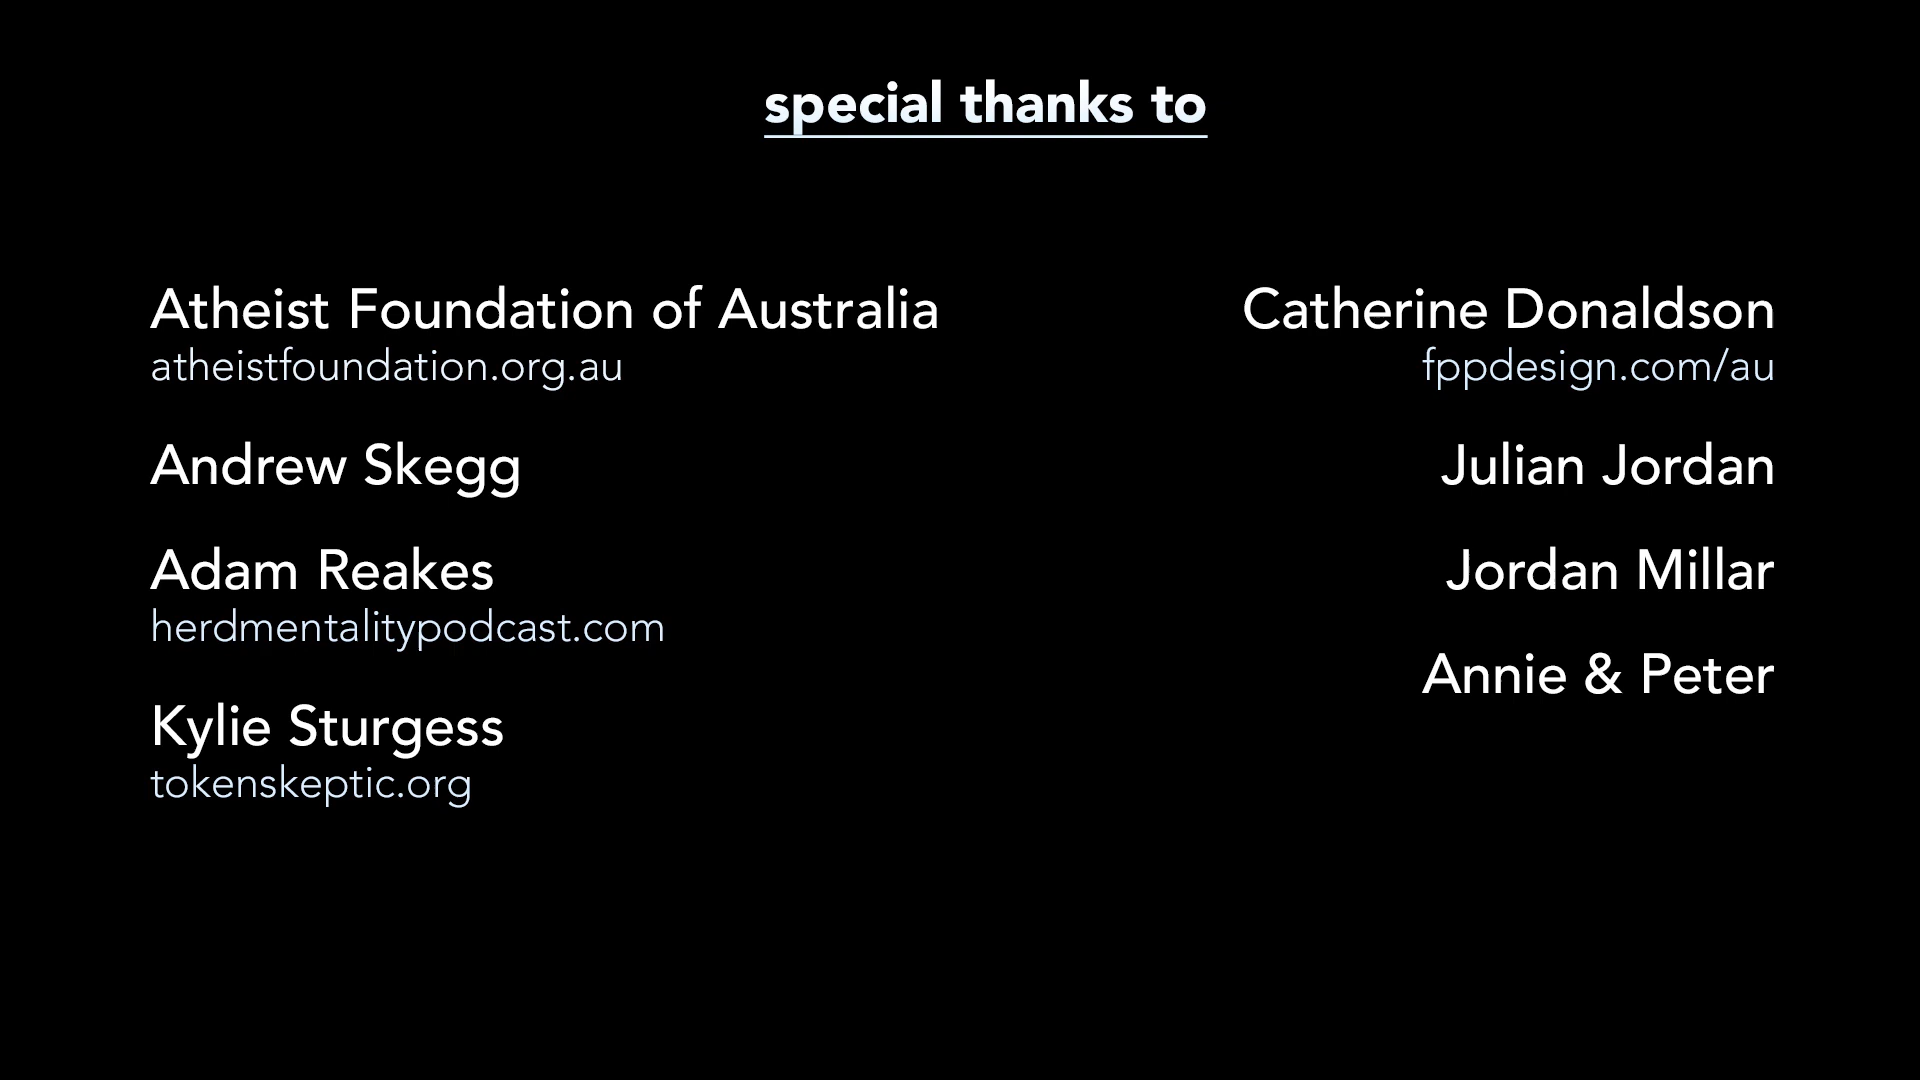 special thanks to
Atheist Foundation of Australia
atheistfoundation.org.au
Andrew Skegg
Adam Reakes
herdmentalitypodcast.com
Kylie Sturgess
tokenskeptic.org
Catherine Donaldson
fppdesign.com/au
Julian Jordan
Jordan Millar
Annie & Peter